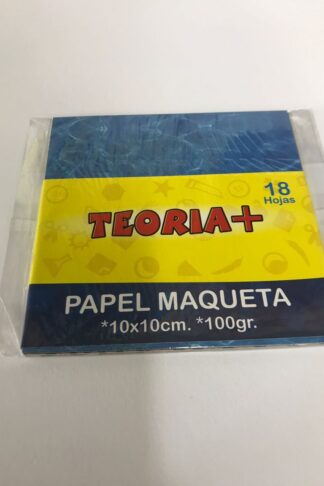 18
Hojas
TEORIA+
PAPEL MAQUETA
*10x10cm. *100gr.